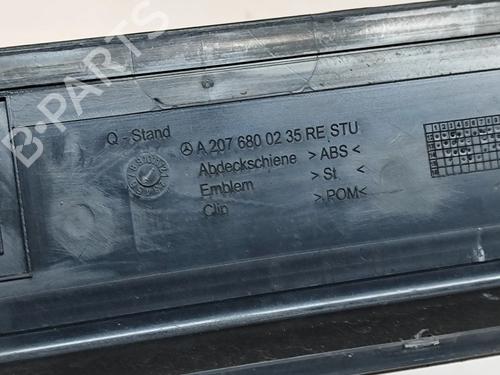 Q - Stand
A 207 680 02 35 RE STU
Abdeckschiene >ABS<
Emblem >St<
Clip >POM<
B-PARTS